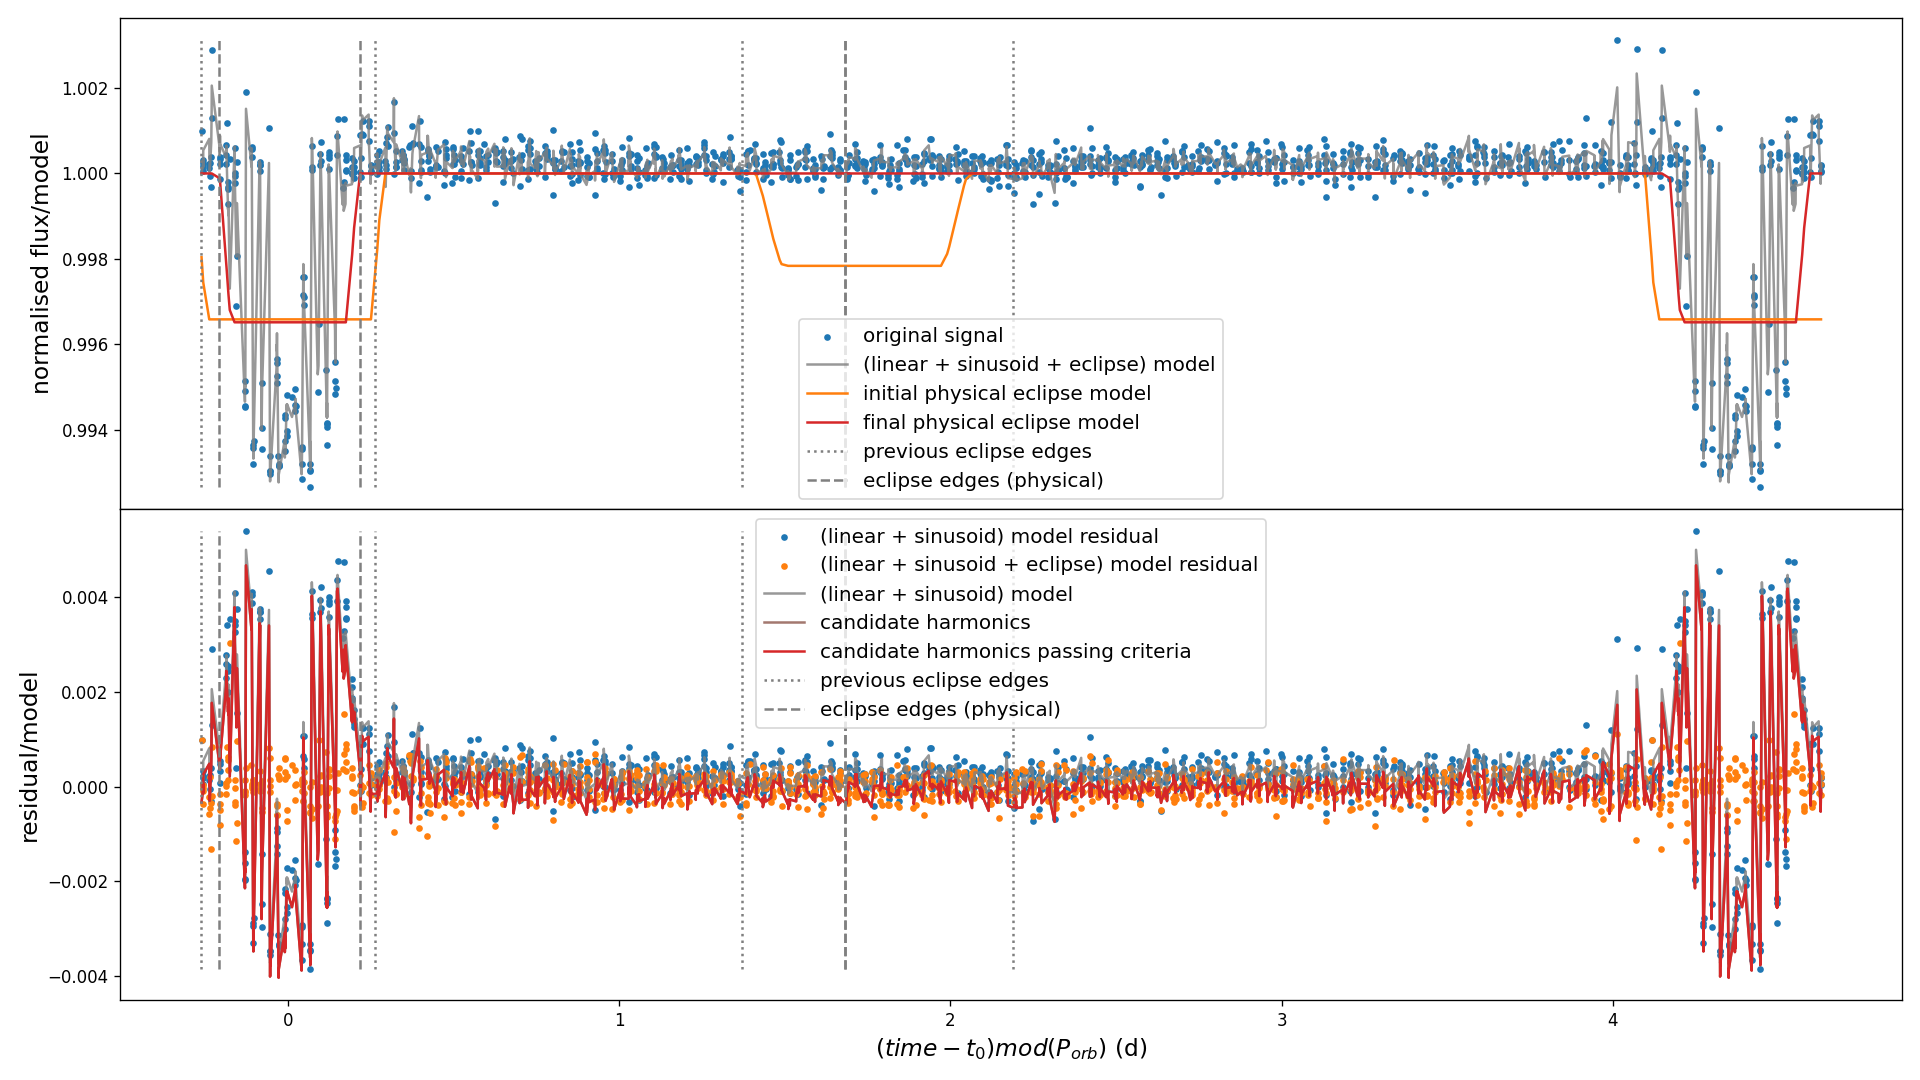 normalised flux/model
1.002
1.000
0.998
0.996
0.994
original signal
(linear + sinusoid + eclipse) model
initial physical eclipse model
final physical eclipse model
previous eclipse edges
eclipse edges (physical)
residual/model
0.004
0.002
0.000
−0.002
−0.004
(linear + sinusoid) model residual
(linear + sinusoid + eclipse) model residual
(linear + sinusoid) model
candidate harmonics
candidate harmonics passing criteria
previous eclipse edges
eclipse edges (physical)
0 1 2 3 4
(time − t₀)mod(P_orb) (d)